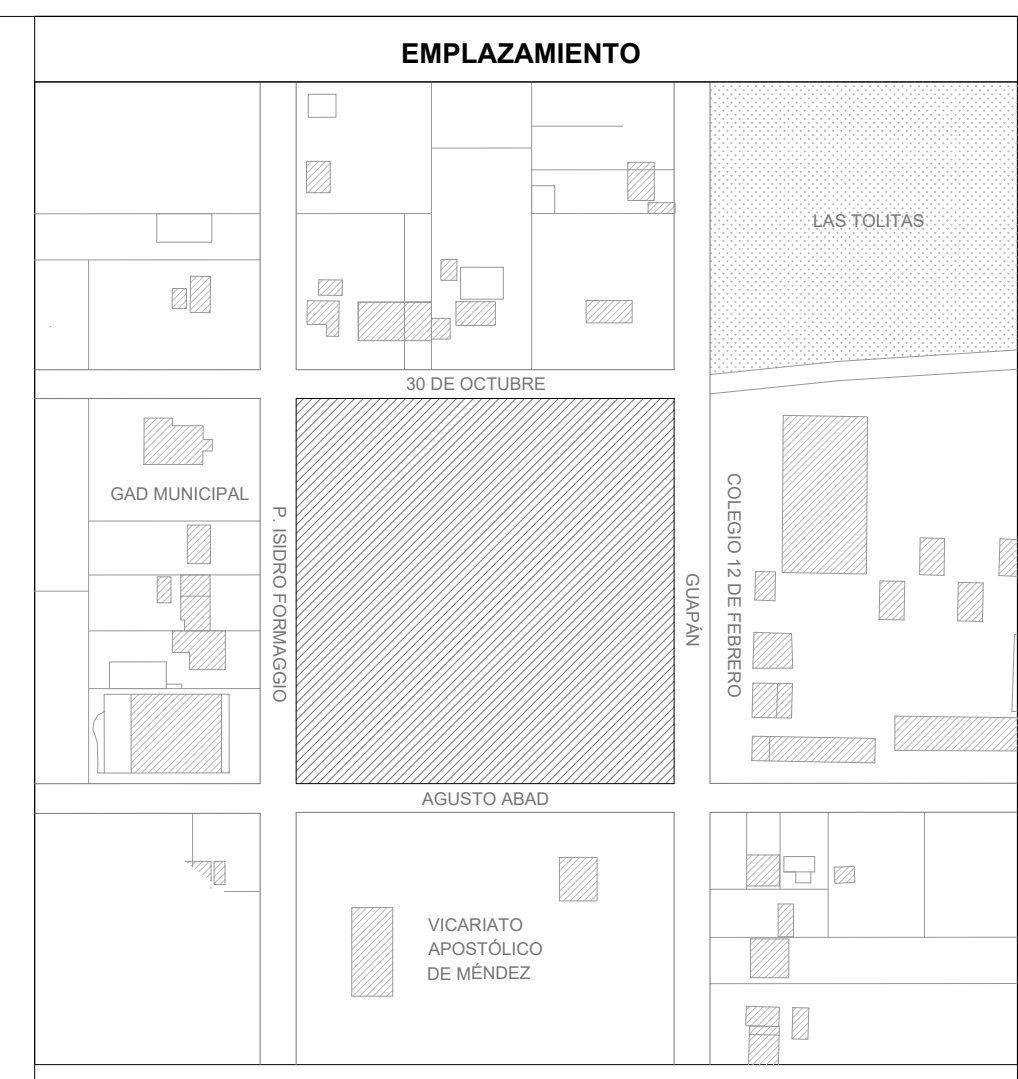 EMPLAZAMIENTO
LAS TOLITAS
30 DE OCTUBRE
GAD MUNICIPAL
P. ISIDRO FORMAGGIO
GUAPÁN
COLEGIO 12 DE FEBRERO
AGUSTO ABAD
VICARIATO
APOSTÓLICO
DE MÉNDEZ